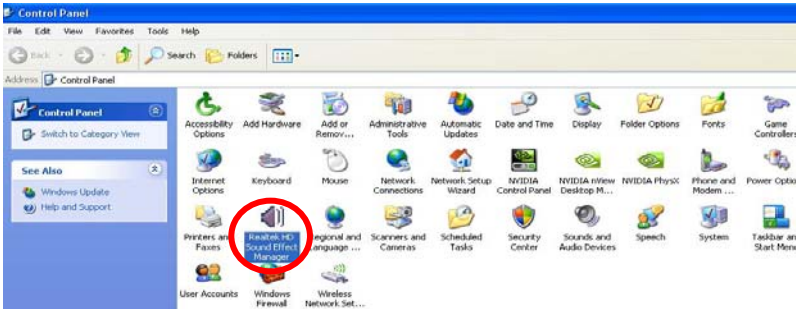 Control Panel
File Edit View Favorites Tools Help
Back Search Folders
Address Control Panel
Control Panel
Switch to Category View
See Also
Windows Update
Help and Support
Accessibility Options
Add Hardware
Add or Remov...
Administrative Tools
Automatic Updates
Date and Time
Display
Folder Options
Fonts
Game Controllers
Internet Options
Keyboard
Mouse
Network Connections
Network Setup Wizard
NVIDIA Control Panel
NVIDIA nView Desktop M...
NVIDIA PhysX
Phone and Modem ...
Power Optio
Printers and Faxes
Realtek HD Sound Effect Manager
Regional and Language ...
Scanners and Cameras
Scheduled Tasks
Security Center
Sounds and Audio Devices
Speech
System
Taskbar an Start Men
User Accounts
Windows Firewall
Wireless Network Set...